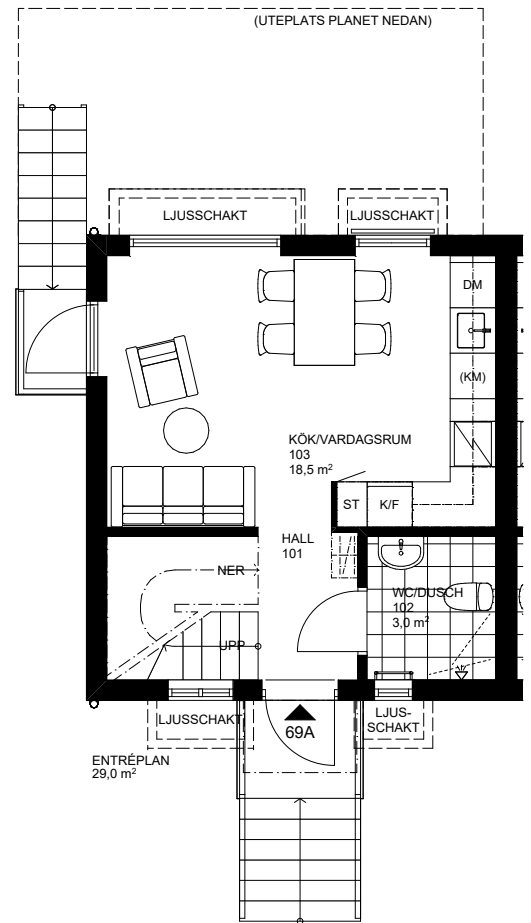 (UTEPLATS PLANET NEDAN)
LJUSSCHAKT
LJUSSCHAKT
DM
(KM)
KÖK/VARDAGSRUM
103
18,5 m²
ST
K/F
HALL
101
NER
WC/DUSCH
102
3,0 m²
UPP
LJUSSCHAKT
69A
LJUS-
SCHAKT
ENTRÉPLAN
29,0 m²